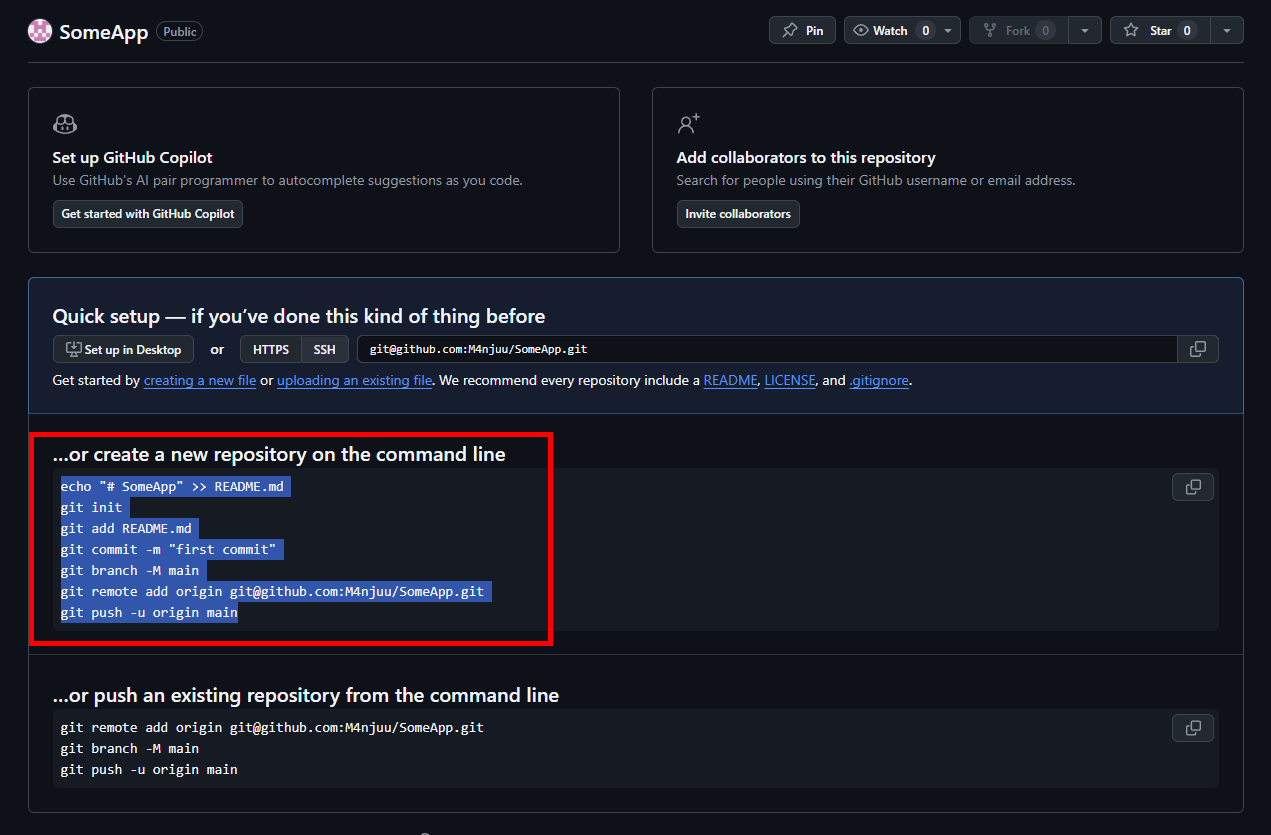 SomeApp Public
Pin
Watch 0
Fork 0
Star 0
Set up GitHub Copilot
Use GitHub's AI pair programmer to autocomplete suggestions as you code.
Get started with GitHub Copilot
Add collaborators to this repository
Search for people using their GitHub username or email address.
Invite collaborators
Quick setup — if you’ve done this kind of thing before
Set up in Desktop or HTTPS SSH git@github.com:M4njuu/SomeApp.git
Get started by creating a new file or uploading an existing file. We recommend every repository include a README, LICENSE, and .gitignore.
…or create a new repository on the command line
echo "# SomeApp" >> README.md
git init
git add README.md
git commit -m "first commit"
git branch -M main
git remote add origin git@github.com:M4njuu/SomeApp.git
git push -u origin main
…or push an existing repository from the command line
git remote add origin git@github.com:M4njuu/SomeApp.git
git branch -M main
git push -u origin main